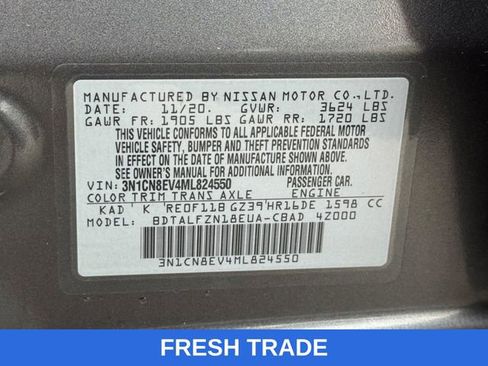 MANUFACTURED BY NISSAN MOTOR CO., LTD.
DATE: 11/20. GVWR: 3624 LBS
GAWR FR: 1905 LBS GAWR RR: 1720 LBS
THIS VEHICLE CONFORMS TO ALL APPLICABLE FEDERAL MOTOR
VEHICLE SAFETY, BUMPER, AND THEFT PREVENTION STANDARDS
IN EFFECT ON THE DATE OF MANUFACTURE SHOWN ABOVE.
SEE OWNER'S MANUAL FOR ADDITIONAL INFORMATION.
VIN: 3N1CN8EV4ML824550 PASSENGER CAR.
COLOR TRIM TRANS AXLE ENGINE
KAD K RE0F11B GZ39 HR16DE 1598 CC
MODEL: BDTALFZN18EUA-CBAD 4Z000
3N1CN8EV4ML824550
FRESH TRADE